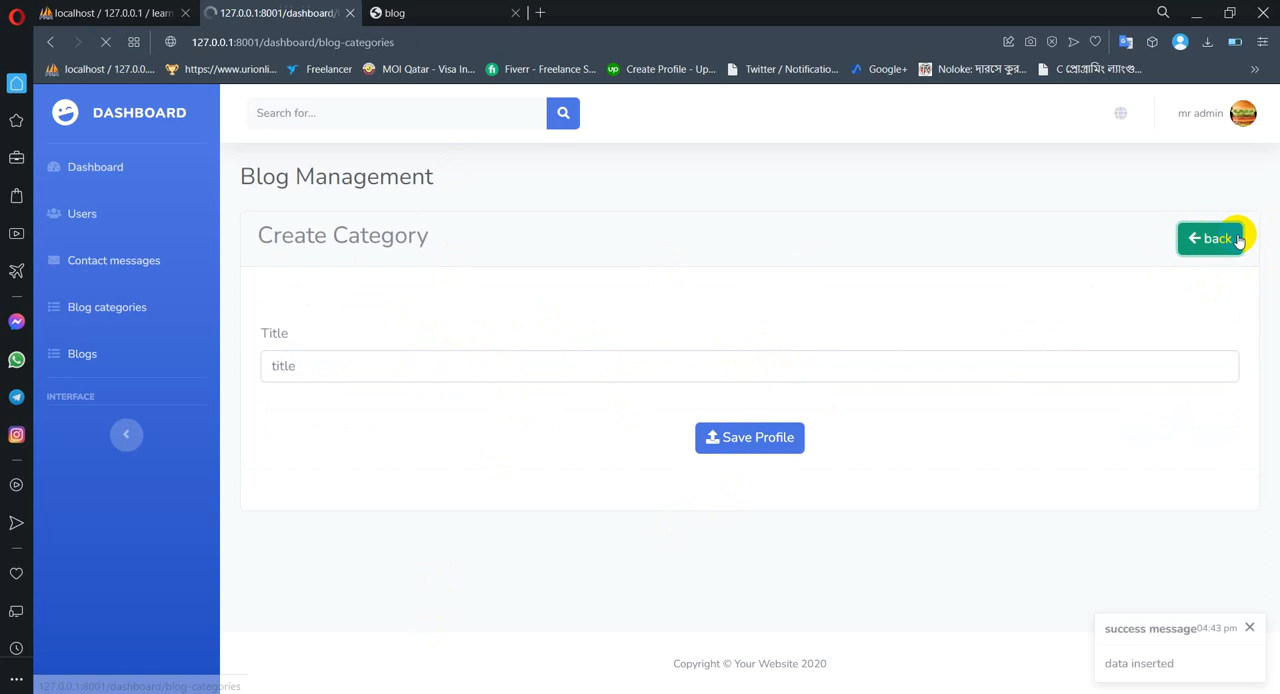 localhost / 127.0.0.1 / learn
127.0.0.1:8001/dashboard/
blog
127.0.0.1:8001/dashboard/blog-categories
localhost / 127.0.0....
https://www.urionli...
Freelancer
MOI Qatar - Visa In...
Fiverr - Freelance S...
Create Profile - Up...
Twitter / Notificatio...
Google+
Noloke: দারসে কুর...
C প্রোগ্রামিং ল্যাংগু...
DASHBOARD
Search for...
mr admin
Dashboard
Users
Contact messages
Blog categories
Blogs
INTERFACE
Blog Management
Create Category
back
Title
title
Save Profile
success message 04:43 pm
data inserted
Copyright © Your Website 2020
127.0.0.1:8001/dashboard/blog-categories